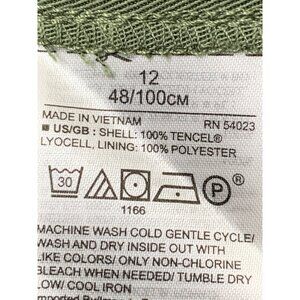 12
48/100CM
MADE IN VIETNAM RN 54023
■ US/GB : SHELL: 100% TENCEL®
LYOCELL, LINING: 100% POLYESTER
30 P ®
1166
MACHINE WASH COLD GENTLE CYCLE/
WASH AND DRY INSIDE OUT WITH
LIKE COLORS/ ONLY NON-CHLORINE
BLEACH WHEN NEEDED/ TUMBLE DRY
LOW/ COOL IRON